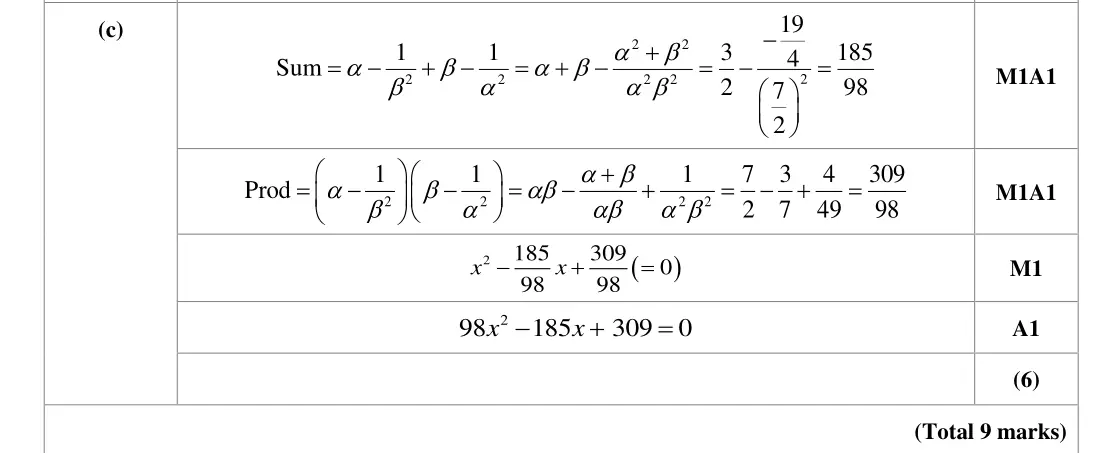 (c)
Sum = α − 1/β² + β − 1/α² = α + β − (α² + β²)/(α²β²) = 3/2 − (−19/4)/(7/2)² = 185/98 M1A1
Prod = (α − 1/β²)(β − 1/α²) = αβ − (α + β)/(αβ) + 1/(α²β²) = 7/2 − 3/7 + 4/49 = 309/98 M1A1
x² − 185/98 x + 309/98 (= 0) M1
98x² − 185x + 309 = 0 A1
(6)
(Total 9 marks)